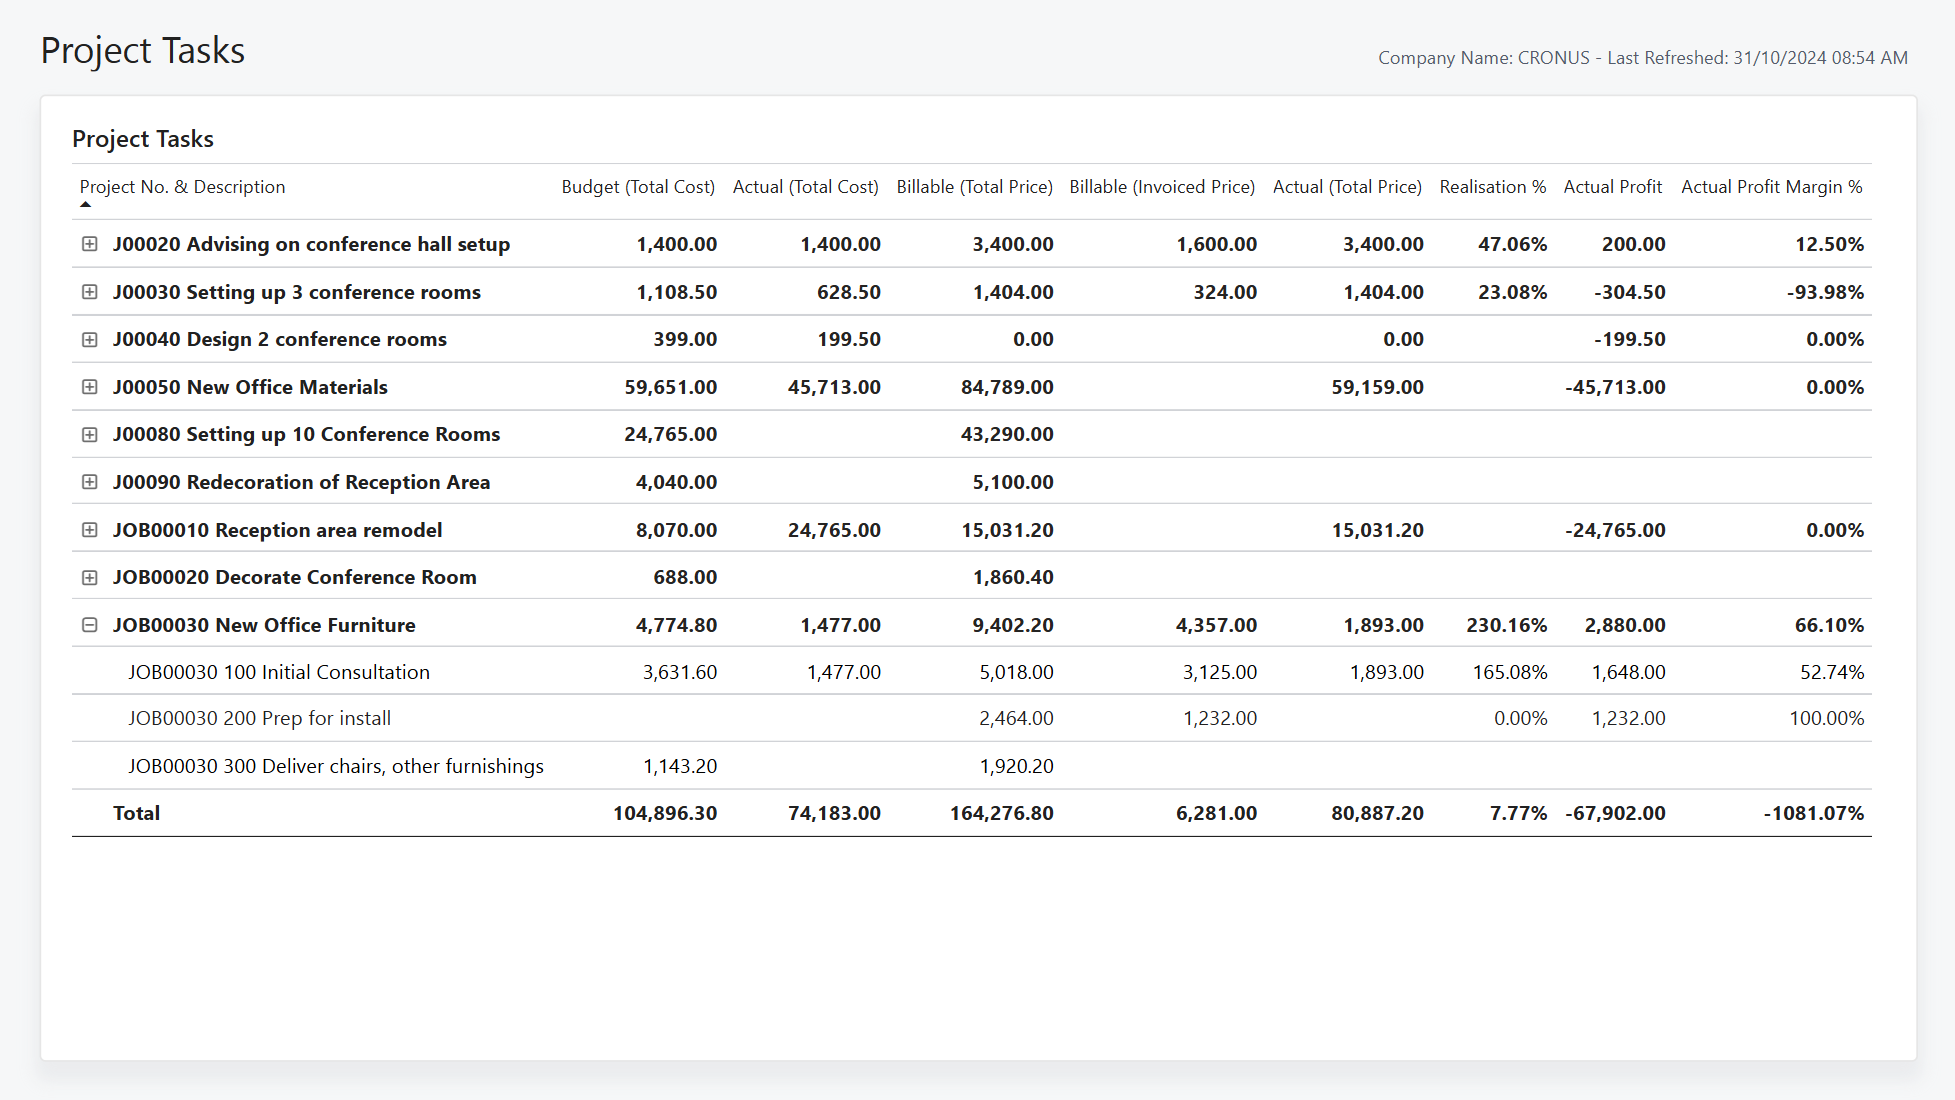 Project Tasks
Company Name: CRONUS - Last Refreshed: 31/10/2024 08:54 AM
Project Tasks
Project No. & Description Budget (Total Cost) Actual (Total Cost) Billable (Total Price) Billable (Invoiced Price) Actual (Total Price) Realisation % Actual Profit Actual Profit Margin %
J00020 Advising on conference hall setup 1,400.00 1,400.00 3,400.00 1,600.00 3,400.00 47.06% 200.00 12.50%
J00030 Setting up 3 conference rooms 1,108.50 628.50 1,404.00 324.00 1,404.00 23.08% -304.50 -93.98%
J00040 Design 2 conference rooms 399.00 199.50 0.00 0.00 -199.50 0.00%
J00050 New Office Materials 59,651.00 45,713.00 84,789.00 59,159.00 -45,713.00 0.00%
J00080 Setting up 10 Conference Rooms 24,765.00 43,290.00
J00090 Redecoration of Reception Area 4,040.00 5,100.00
JOB00010 Reception area remodel 8,070.00 24,765.00 15,031.20 15,031.20 -24,765.00 0.00%
JOB00020 Decorate Conference Room 688.00 1,860.40
JOB00030 New Office Furniture 4,774.80 1,477.00 9,402.20 4,357.00 1,893.00 230.16% 2,880.00 66.10%
JOB00030 100 Initial Consultation 3,631.60 1,477.00 5,018.00 3,125.00 1,893.00 165.08% 1,648.00 52.74%
JOB00030 200 Prep for install 2,464.00 1,232.00 0.00% 1,232.00 100.00%
JOB00030 300 Deliver chairs, other furnishings 1,143.20 1,920.20
Total 104,896.30 74,183.00 164,276.80 6,281.00 80,887.20 7.77% -67,902.00 -1081.07%